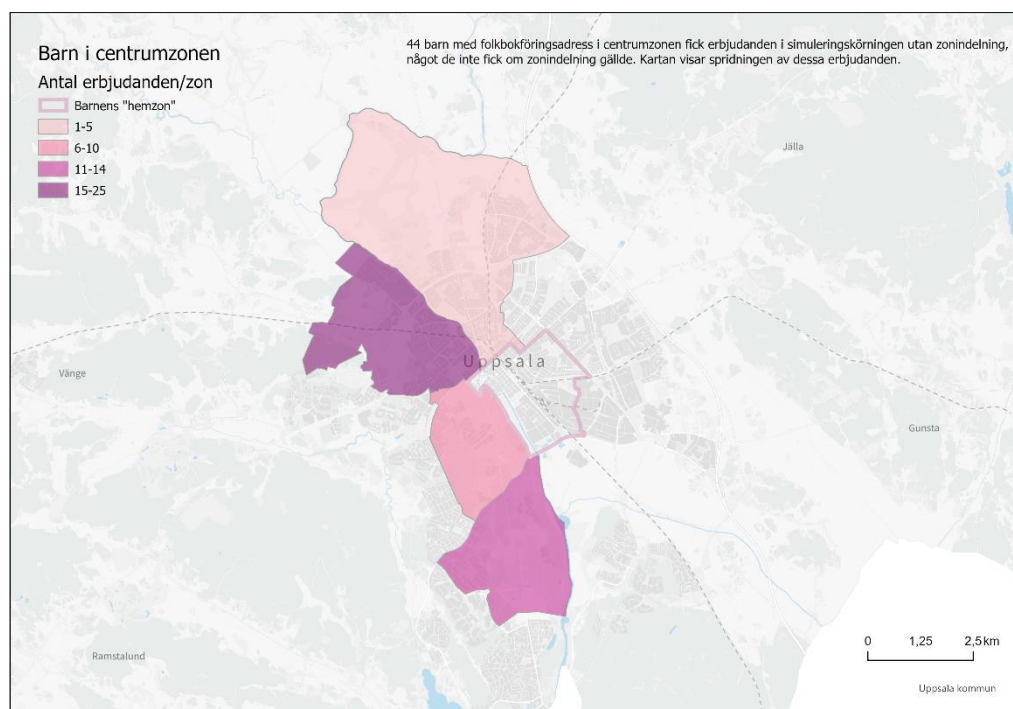 Barn i centrumzonen
Antal erbjudanden/zon
Barnens "hemzon"
1-5
6-10
11-14
15-25
44 barn med folkbokföringsadress i centrumzonen fick erbjudanden i simuleringskörningen utan zonindelning,
något de inte fick om zonindelning gällde. Kartan visar spridningen av dessa erbjudanden.
Jälla
Uppsala
Vänge
Gunsta
Ramstalund
0 1,25 2,5 km
Uppsala kommun